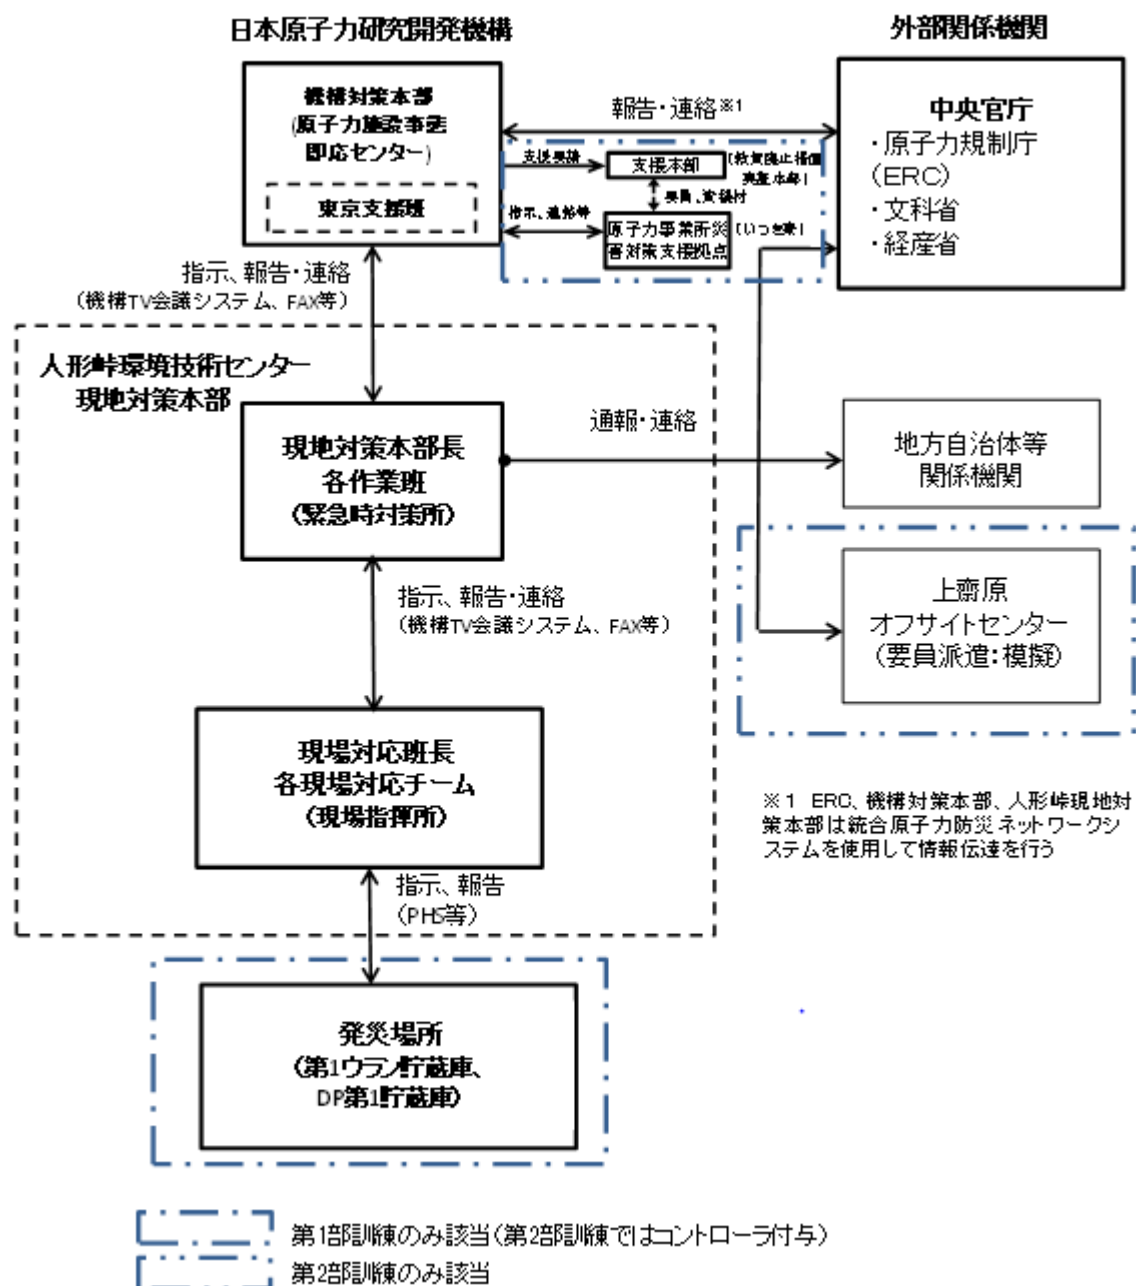 日本原子力研究開発機構
外部関係機関
機構対策本部
(原子力施設事態
即応センター)
東京支援班
報告・連絡※1
支援要請
支援本部
実証本部
要員、資機材
指示、連絡等
原子力事業所災
害対策支援拠点
中央官庁
・原子力規制庁
(ERC)
・文科省
・経産省
指示、報告・連絡
(機構TV会議システム、FAX等)
人形峠環境技術センター
現地対策本部
現地対策本部長
各作業班
(緊急時対策所)
通報・連絡
地方自治体等
関係機関
指示、報告・連絡
(機構TV会議システム、FAX等)
上齋原
オフサイトセンター
(要員派遣:模擬)
現場対応班長
各現場対応チーム
(現場指揮所)
※1 ERC、機構対策本部、人形峠現地対
策本部は統合原子力防災ネットワークシ
ステムを使用して情報伝達を行う
指示、報告
(PHS等)
発災場所
(第1ウラン貯蔵庫、
DP第1貯蔵庫)
第1部訓練のみ該当(第2部訓練ではコントローラ付与)
第2部訓練のみ該当